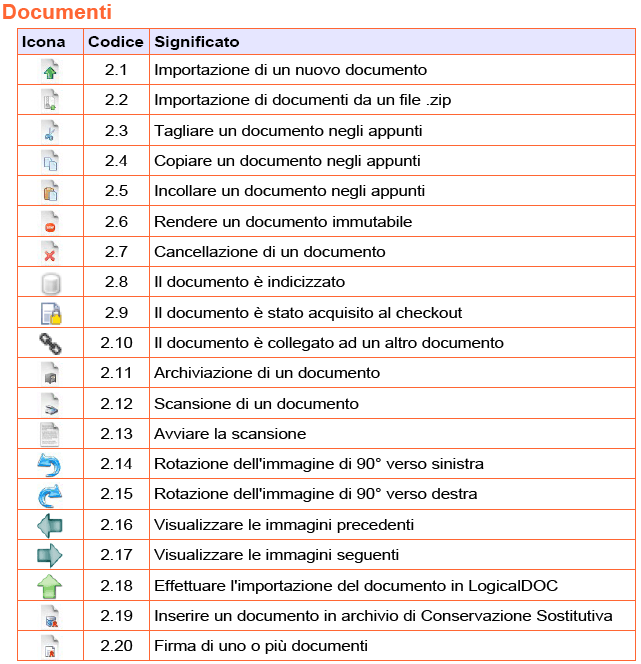 Documenti
Icona Codice Significato
2.1 Importazione di un nuovo documento
2.2 Importazione di documenti da un file .zip
2.3 Tagliare un documento negli appunti
2.4 Copiare un documento negli appunti
2.5 Incollare un documento negli appunti
2.6 Rendere un documento immutabile
2.7 Cancellazione di un documento
2.8 Il documento è indicizzato
2.9 Il documento è stato acquisito al checkout
2.10 Il documento è collegato ad un altro documento
2.11 Archiviazione di un documento
2.12 Scansione di un documento
2.13 Avviare la scansione
2.14 Rotazione dell'immagine di 90° verso sinistra
2.15 Rotazione dell'immagine di 90° verso destra
2.16 Visualizzare le immagini precedenti
2.17 Visualizzare le immagini seguenti
2.18 Effettuare l'importazione del documento in LogicalDOC
2.19 Inserire un documento in archivio di Conservazione Sostitutiva
2.20 Firma di uno o più documenti